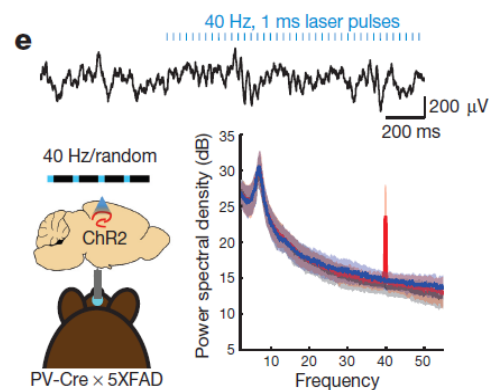 e
40 Hz, 1 ms laser pulses
200 μV
200 ms
40 Hz/random
ChR2
PV-Cre × 5XFAD
Power spectral density (dB)
35
30
25
20
15
10
5
10 20 30 40 50
Frequency